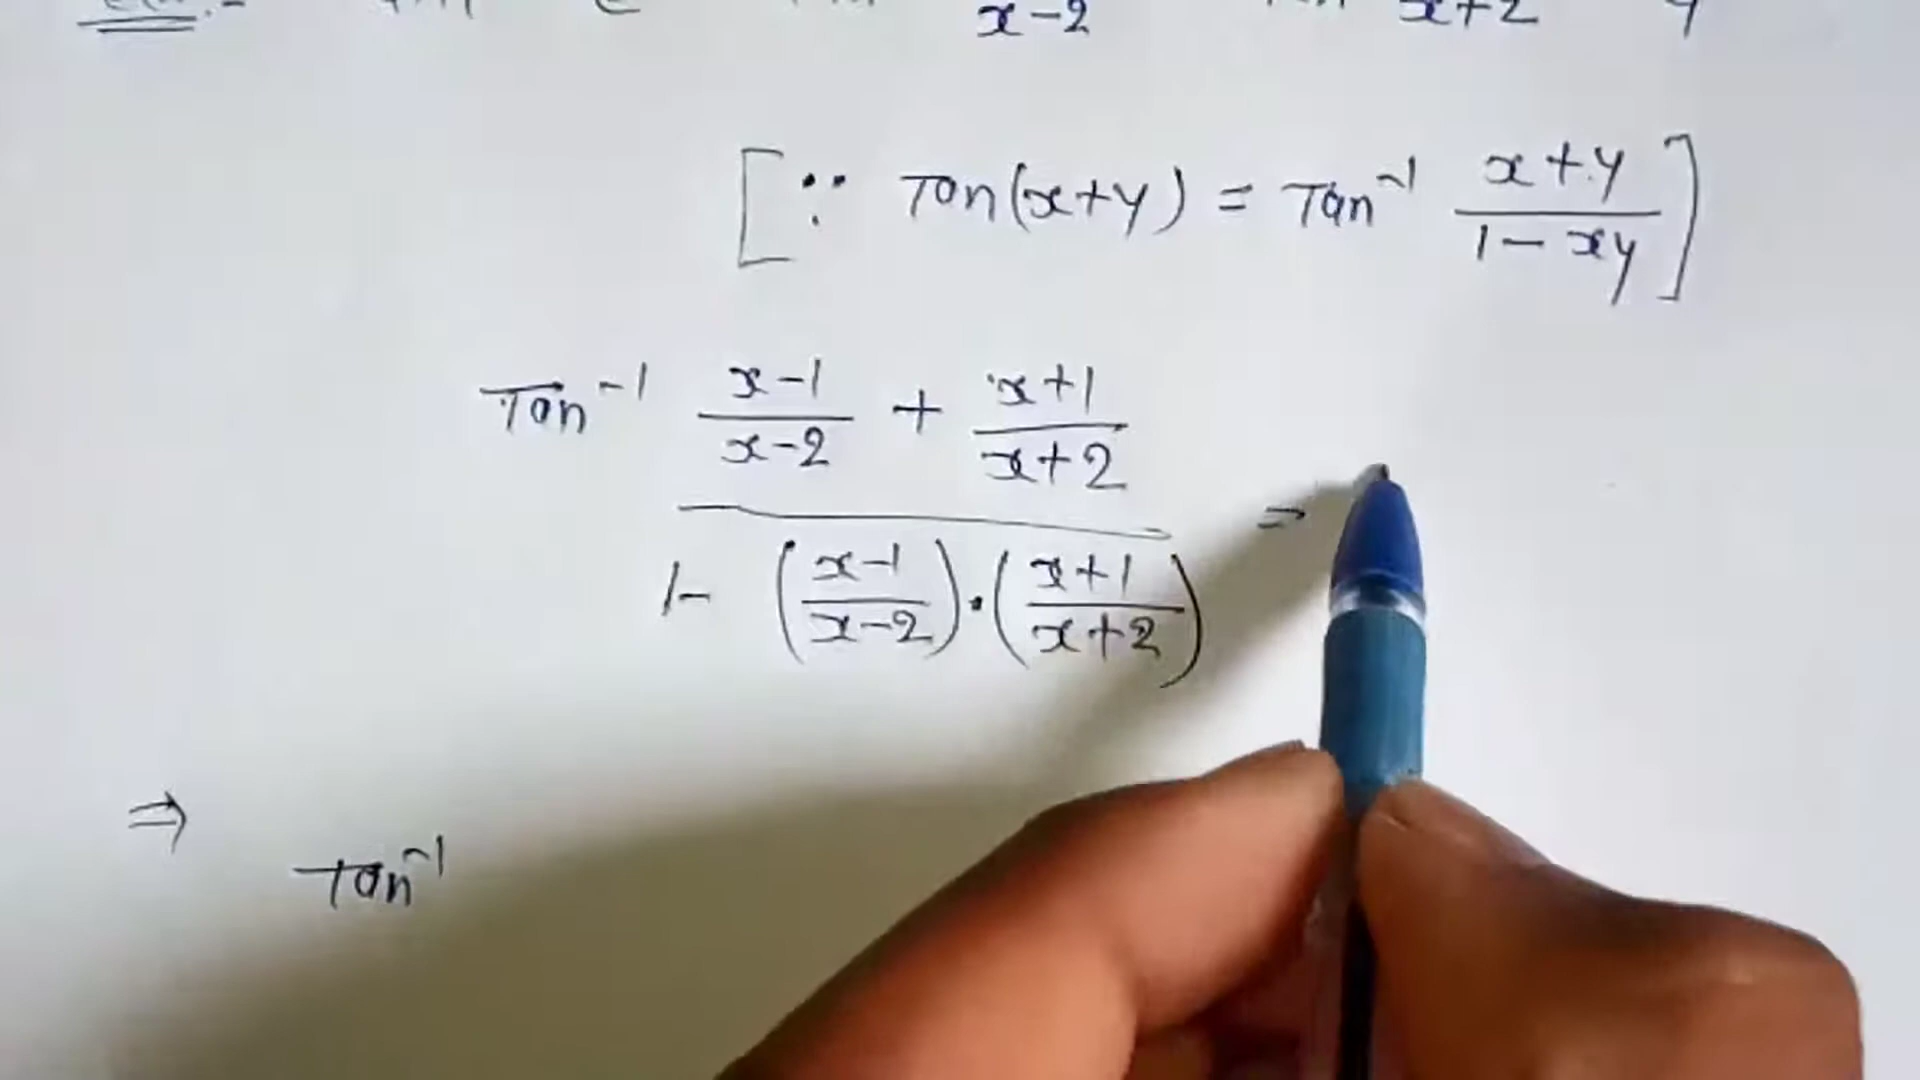 x-2 x+2
[∵ Tan(x+y) = Tan⁻¹ (x+y)/(1-xy)]
Tan⁻¹ ((x-1)/(x-2) + (x+1)/(x+2)) / (1- ((x-1)/(x-2))·((x+1)/(x+2))) =
⇒ Tan⁻¹